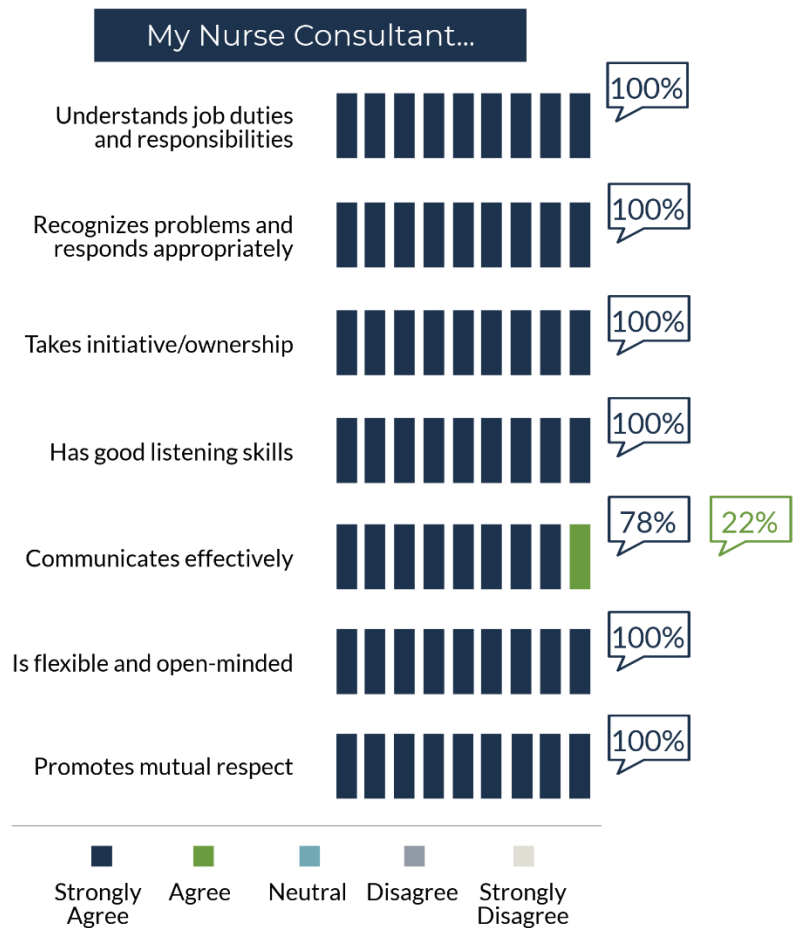 My Nurse Consultant...
Understands job duties
and responsibilities
100%
Recognizes problems and
responds appropriately
100%
Takes initiative/ownership
100%
Has good listening skills
100%
Communicates effectively
78%
22%
Is flexible and open-minded
100%
Promotes mutual respect
100%
Strongly
Agree
Agree
Neutral
Disagree
Strongly
Disagree